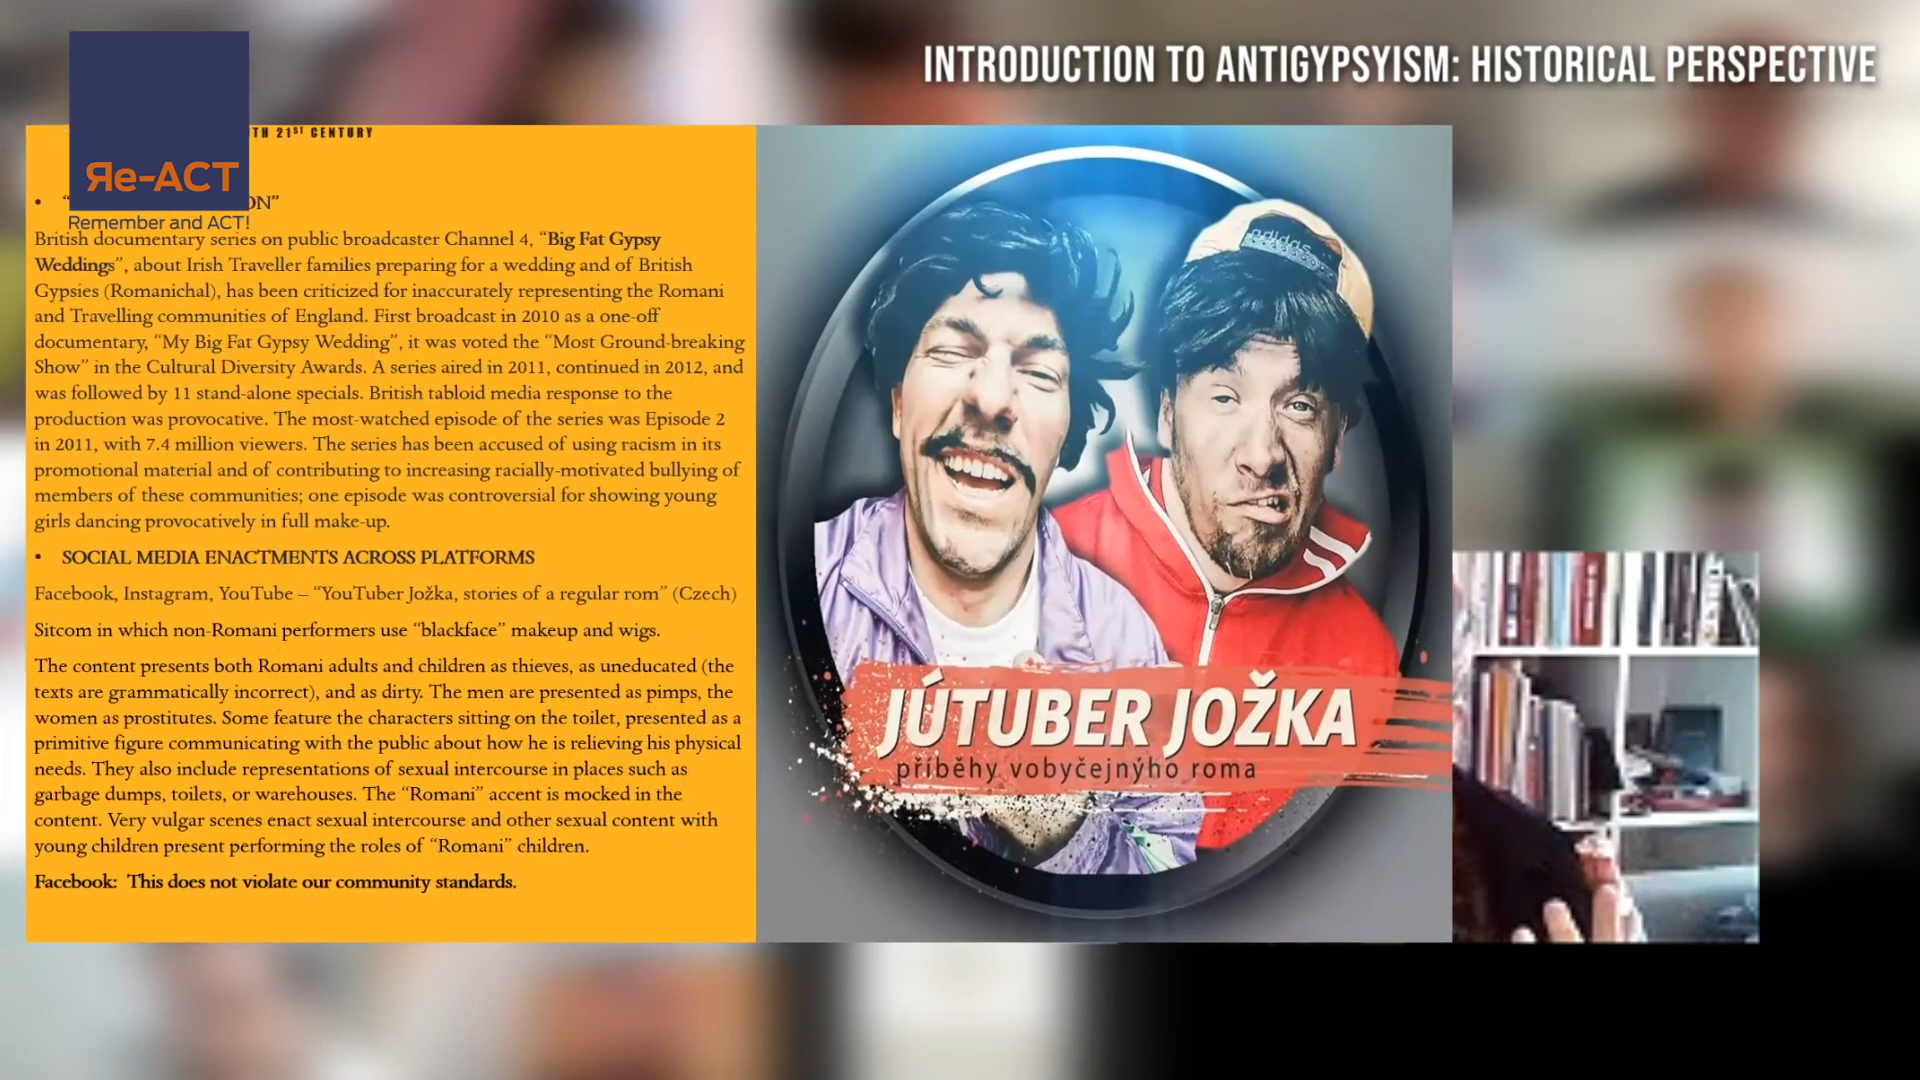 INTRODUCTION TO ANTIGYPSYISM: HISTORICAL PERSPECTIVE
21ST CENTURY
Яe-ACT
Remember and ACT!
British documentary series on public broadcaster Channel 4, “Big Fat Gypsy
Weddings”, about Irish Traveller families preparing for a wedding and of British
Gypsies (Romanichal), has been criticized for inaccurately representing the Romani
and Travelling communities of England. First broadcast in 2010 as a one-off
documentary, “My Big Fat Gypsy Wedding”, it was voted the “Most Ground-breaking
Show” in the Cultural Diversity Awards. A series aired in 2011, continued in 2012, and
was followed by 11 stand-alone specials. British tabloid media response to the
production was provocative. The most-watched episode of the series was Episode 2
in 2011, with 7.4 million viewers. The series has been accused of using racism in its
promotional material and of contributing to increasing racially-motivated bullying of
members of these communities; one episode was controversial for showing young
girls dancing provocatively in full make-up.
• SOCIAL MEDIA ENACTMENTS ACROSS PLATFORMS
Facebook, Instagram, YouTube – “YouTuber Jožka, stories of a regular rom” (Czech)
Sitcom in which non-Romani performers use “blackface” makeup and wigs.
The content presents both Romani adults and children as thieves, as uneducated (the
texts are grammatically incorrect), and as dirty. The men are presented as pimps, the
women as prostitutes. Some feature the characters sitting on the toilet, presented as a
primitive figure communicating with the public about how he is relieving his physical
needs. They also include representations of sexual intercourse in places such as
garbage dumps, toilets, or warehouses. The “Romani” accent is mocked in the
content. Very vulgar scenes enact sexual intercourse and other sexual content with
young children present performing the roles of “Romani” children.
Facebook: This does not violate our community standards.
adidas
JÚTUBER JOŽKA
příběhy vobyčejnýho roma